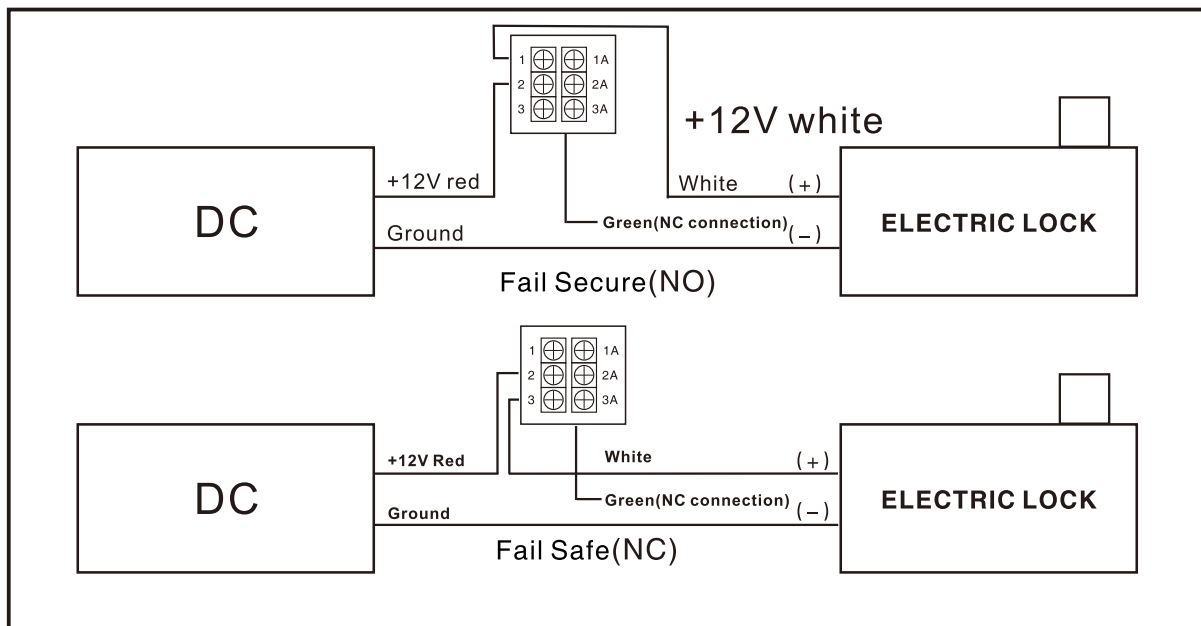 1 1A
2 2A
3 3A
+12V white
+12V red
White (+)
DC
Green(NC connection) (−)
ELECTRIC LOCK
Ground
Fail Secure(NO)
1 1A
2 2A
3 3A
+12V Red
White (+)
DC
Green(NC connection) (−)
ELECTRIC LOCK
Ground
Fail Safe(NC)